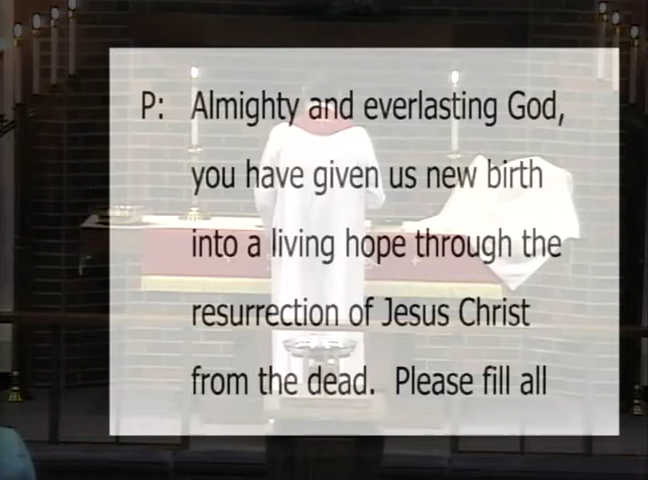 P: Almighty and everlasting God,
you have given us new birth
into a living hope through the
resurrection of Jesus Christ
from the dead. Please fill all